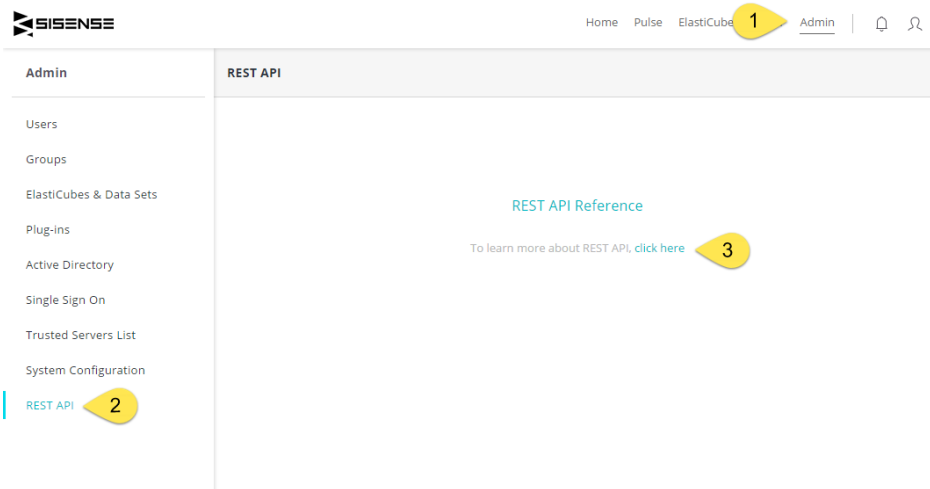 SISENSE
Home Pulse ElastiCube 1 Admin
Admin
REST API
Users
Groups
ElastiCubes & Data Sets
Plug-ins
Active Directory
Single Sign On
Trusted Servers List
System Configuration
REST API 2
REST API Reference
To learn more about REST API, click here 3